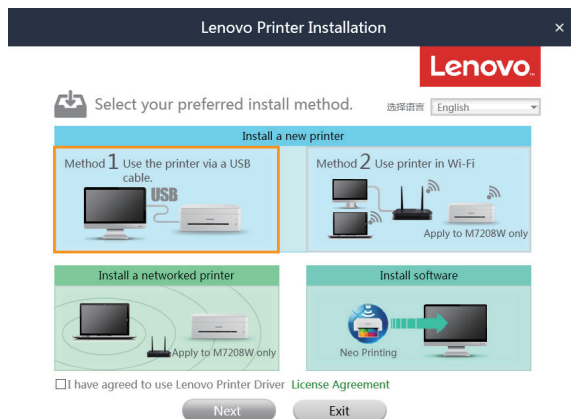 Lenovo Printer Installation
Lenovo
Select your preferred install method.
选择语言 English
Install a new printer
Method 1 Use the printer via a USB
cable.
USB
Method 2 Use printer in Wi-Fi
Apply to M7208W only
Install a networked printer
Apply to M7208W only
Install software
Neo Printing
I have agreed to use Lenovo Printer Driver License Agreement
Next
Exit